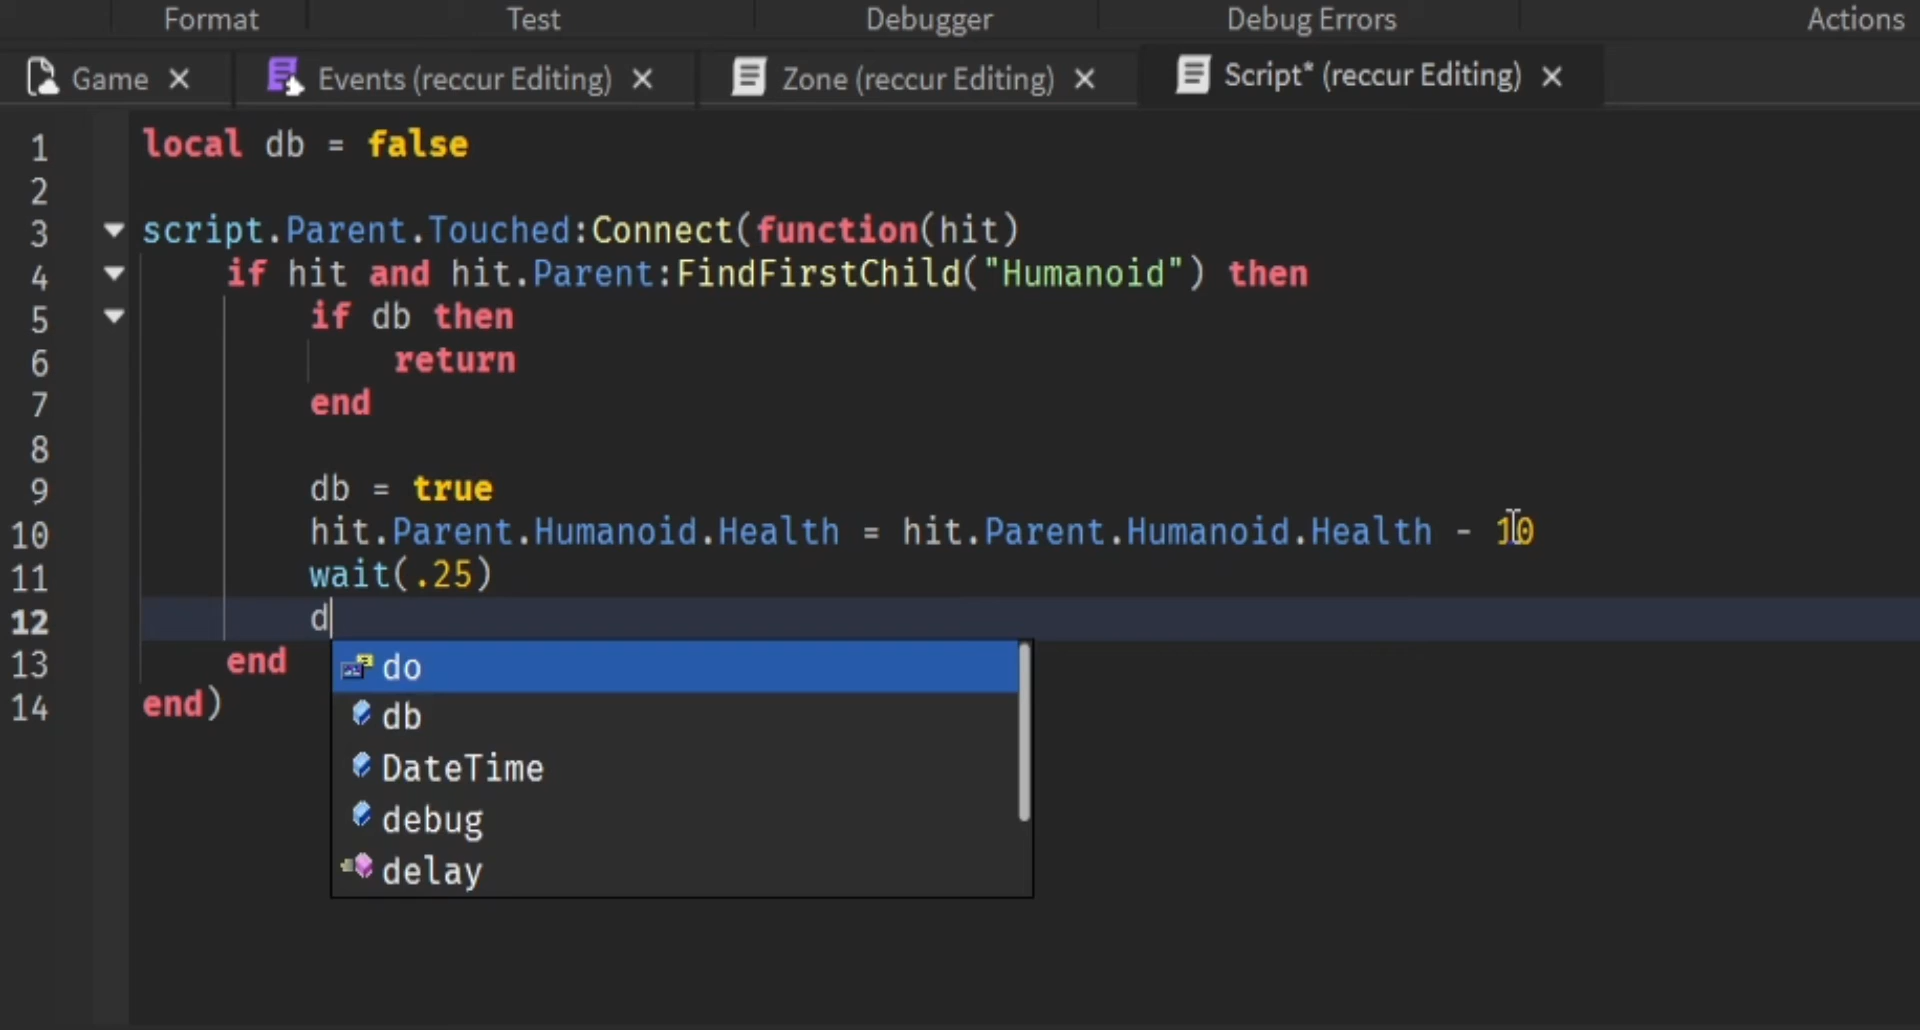 Format Test Debugger Debug Errors Actions
Game × Events (reccur Editing) × Zone (reccur Editing) × Script* (reccur Editing) ×
1 local db = false
2
3 script.Parent.Touched:Connect(function(hit)
4 if hit and hit.Parent:FindFirstChild("Humanoid") then
5 if db then
6 return
7 end
8
9 db = true
10 hit.Parent.Humanoid.Health = hit.Parent.Humanoid.Health - 10
11 wait(.25)
12 d
13 end
14 end)
do
db
DateTime
debug
delay